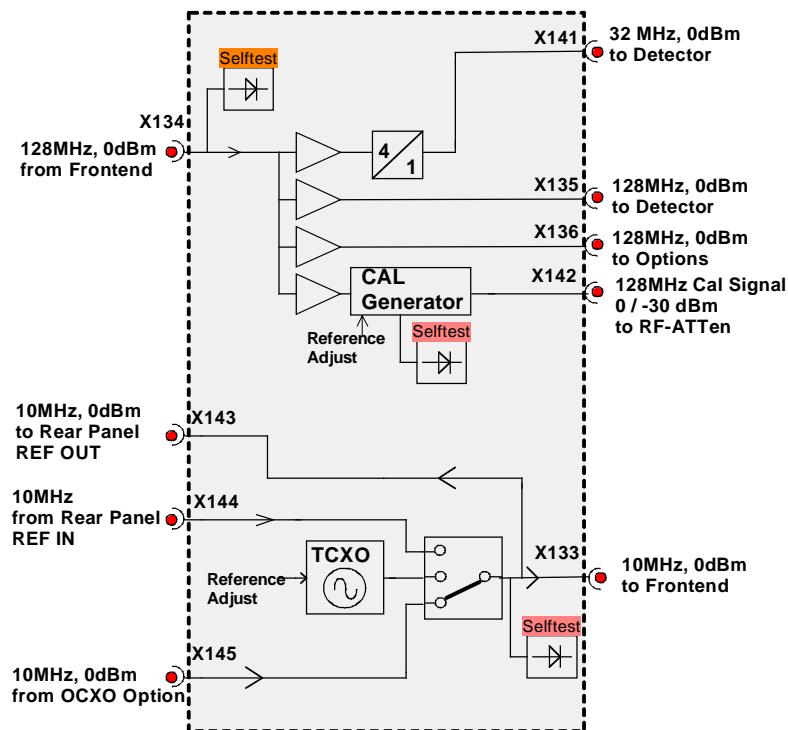 X141
32 MHz, 0dBm
to Detector
Selftest
X134
128MHz, 0dBm
from Frontend
4
1
X135
128MHz, 0dBm
to Detector
X136
128MHz, 0dBm
to Options
CAL
Generator
X142
128MHz Cal Signal
0 / -30 dBm
to RF-ATTen
Reference
Adjust
Selftest
10MHz, 0dBm
to Rear Panel
REF OUT
X143
10MHz
from Rear Panel
REF IN
X144
TCXO
Reference
Adjust
X133
10MHz, 0dBm
to Frontend
Selftest
X145
10MHz, 0dBm
from OCXO Option